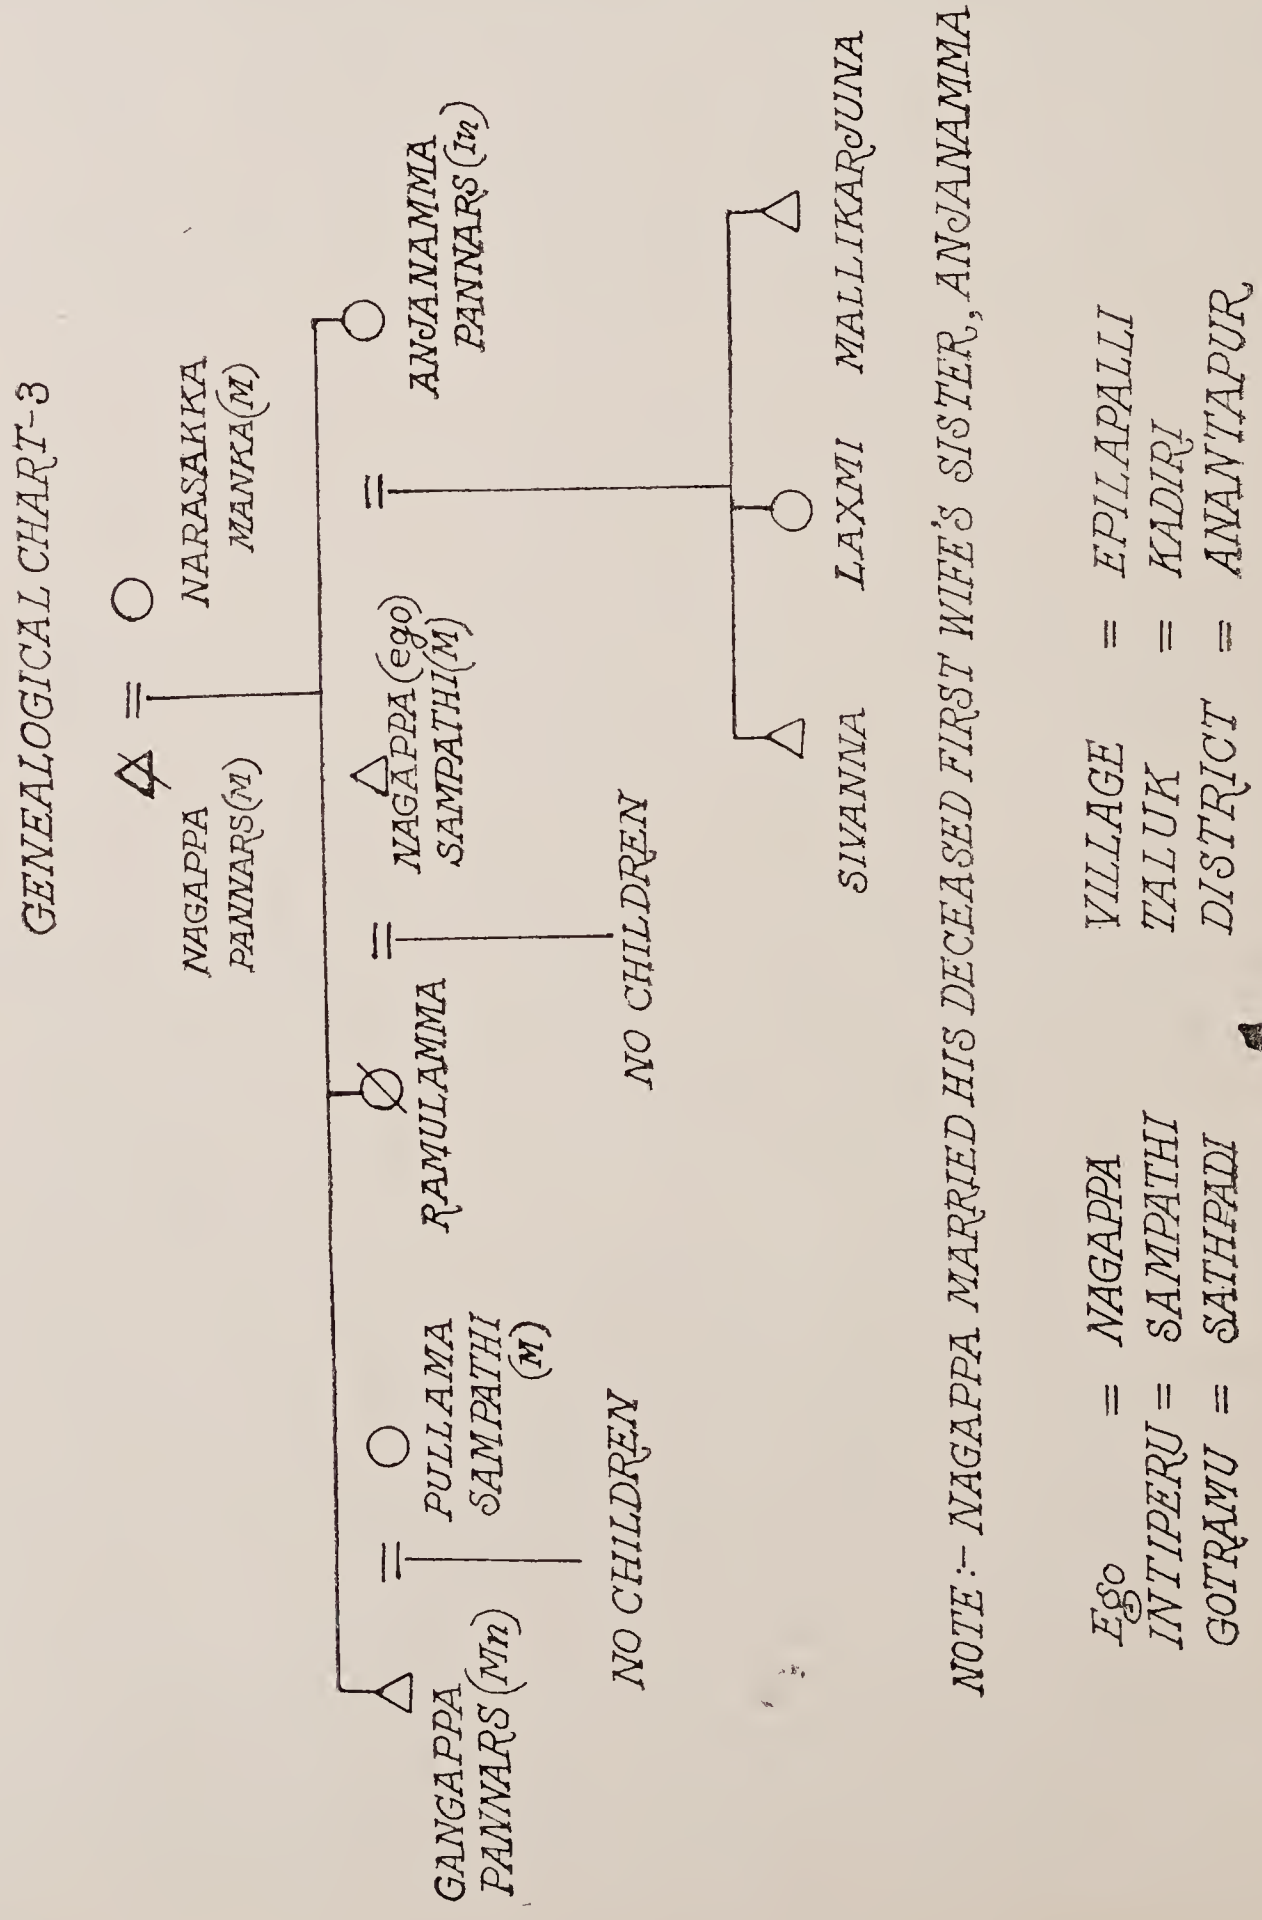 GENEALOGICAL CHART-3
NAGAPPA
PANNARS(M)
NARASAKKA
MANKA(M)
GANGAPPA
PANNARS(Mn)
PULLAMA
SAMPATHI
(M)
RAMULAMMA
NAGAPPA(ego)
SAMPATHI(M)
ANJANAMMA
PANNARS(In)
NO CHILDREN
NO CHILDREN
SIVANNA
LAXMI
MALLIKARJUNA
NOTE:- NAGAPPA MARRIED HIS DECEASED FIRST WIFE'S SISTER, ANJANAMMA
Ego = NAGAPPA VILLAGE = EPILAPALLI
INTIPERU = SAMPATHI TALUK = KADIRI
GOTRAMU = SATHPADI DISTRICT = ANANTAPUR